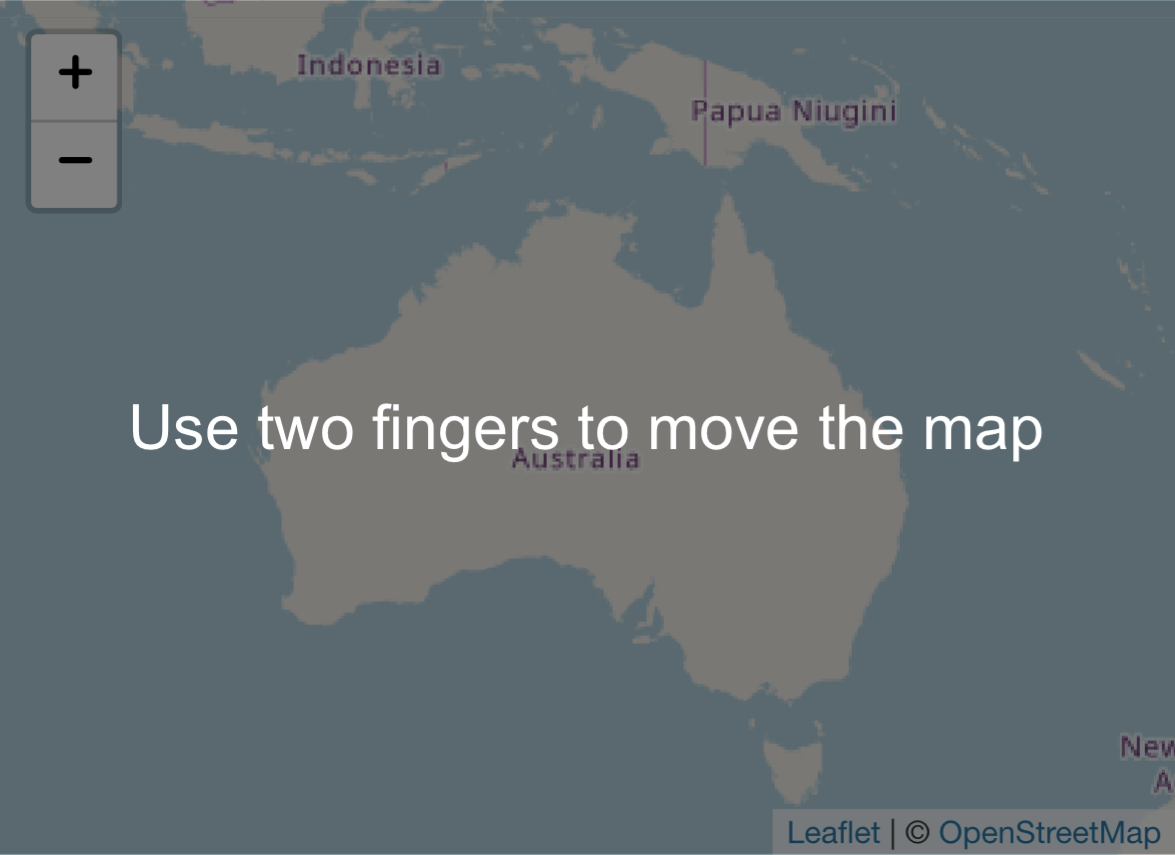 +
Indonesia
Papua Niugini
−
Use two fingers to move the map
Australia
New
A
Leaflet | © OpenStreetMap